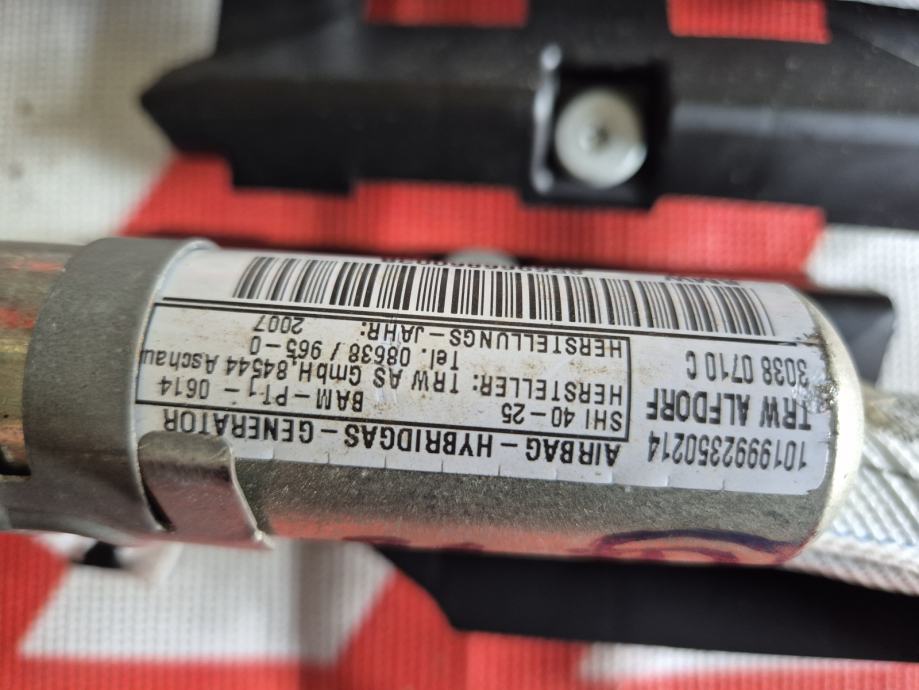 10199992350214
TRW ALFDORF
3038 0710 C
AIRBAG - HYBRIDGAS - GENERATOR
SHI 40-25
BAM - PT1 - 0614
HERSTELLER: TRW AS GmbH, 84544 Aschau
Tel. 08638 / 965-0
HERSTELLUNGS - JAHR:
2007